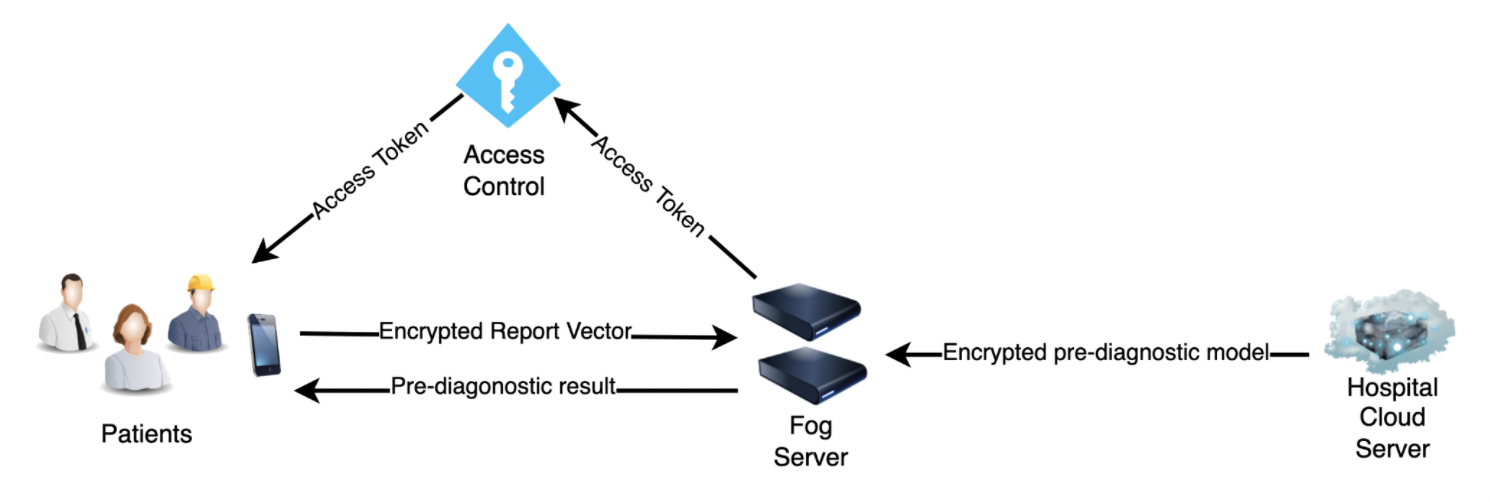 Access
Control
Access Token
Access Token
Encrypted Report Vector
Pre-diagonostic result
Encrypted pre-diagnostic model
Patients
Fog
Server
Hospital
Cloud
Server